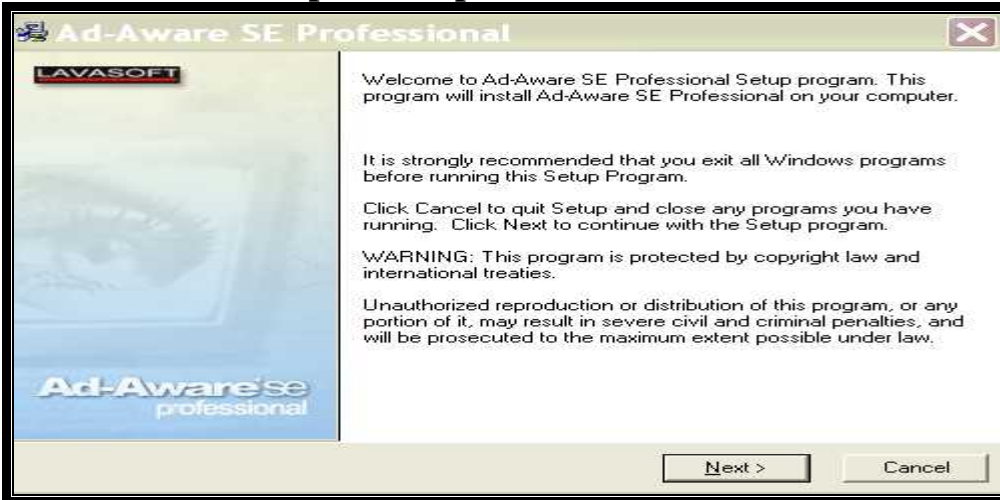 Ad-Aware SE Professional
LAVASOFT
Welcome to Ad-Aware SE Professional Setup program. This
program will install Ad-Aware SE Professional on your computer.
It is strongly recommended that you exit all Windows programs
before running this Setup Program.
Click Cancel to quit Setup and close any programs you have
running. Click Next to continue with the Setup program.
WARNING: This program is protected by copyright law and
international treaties.
Unauthorized reproduction or distribution of this program, or any
portion of it, may result in severe civil and criminal penalties, and
will be prosecuted to the maximum extent possible under law.
Ad-Aware se
professional
Next >
Cancel